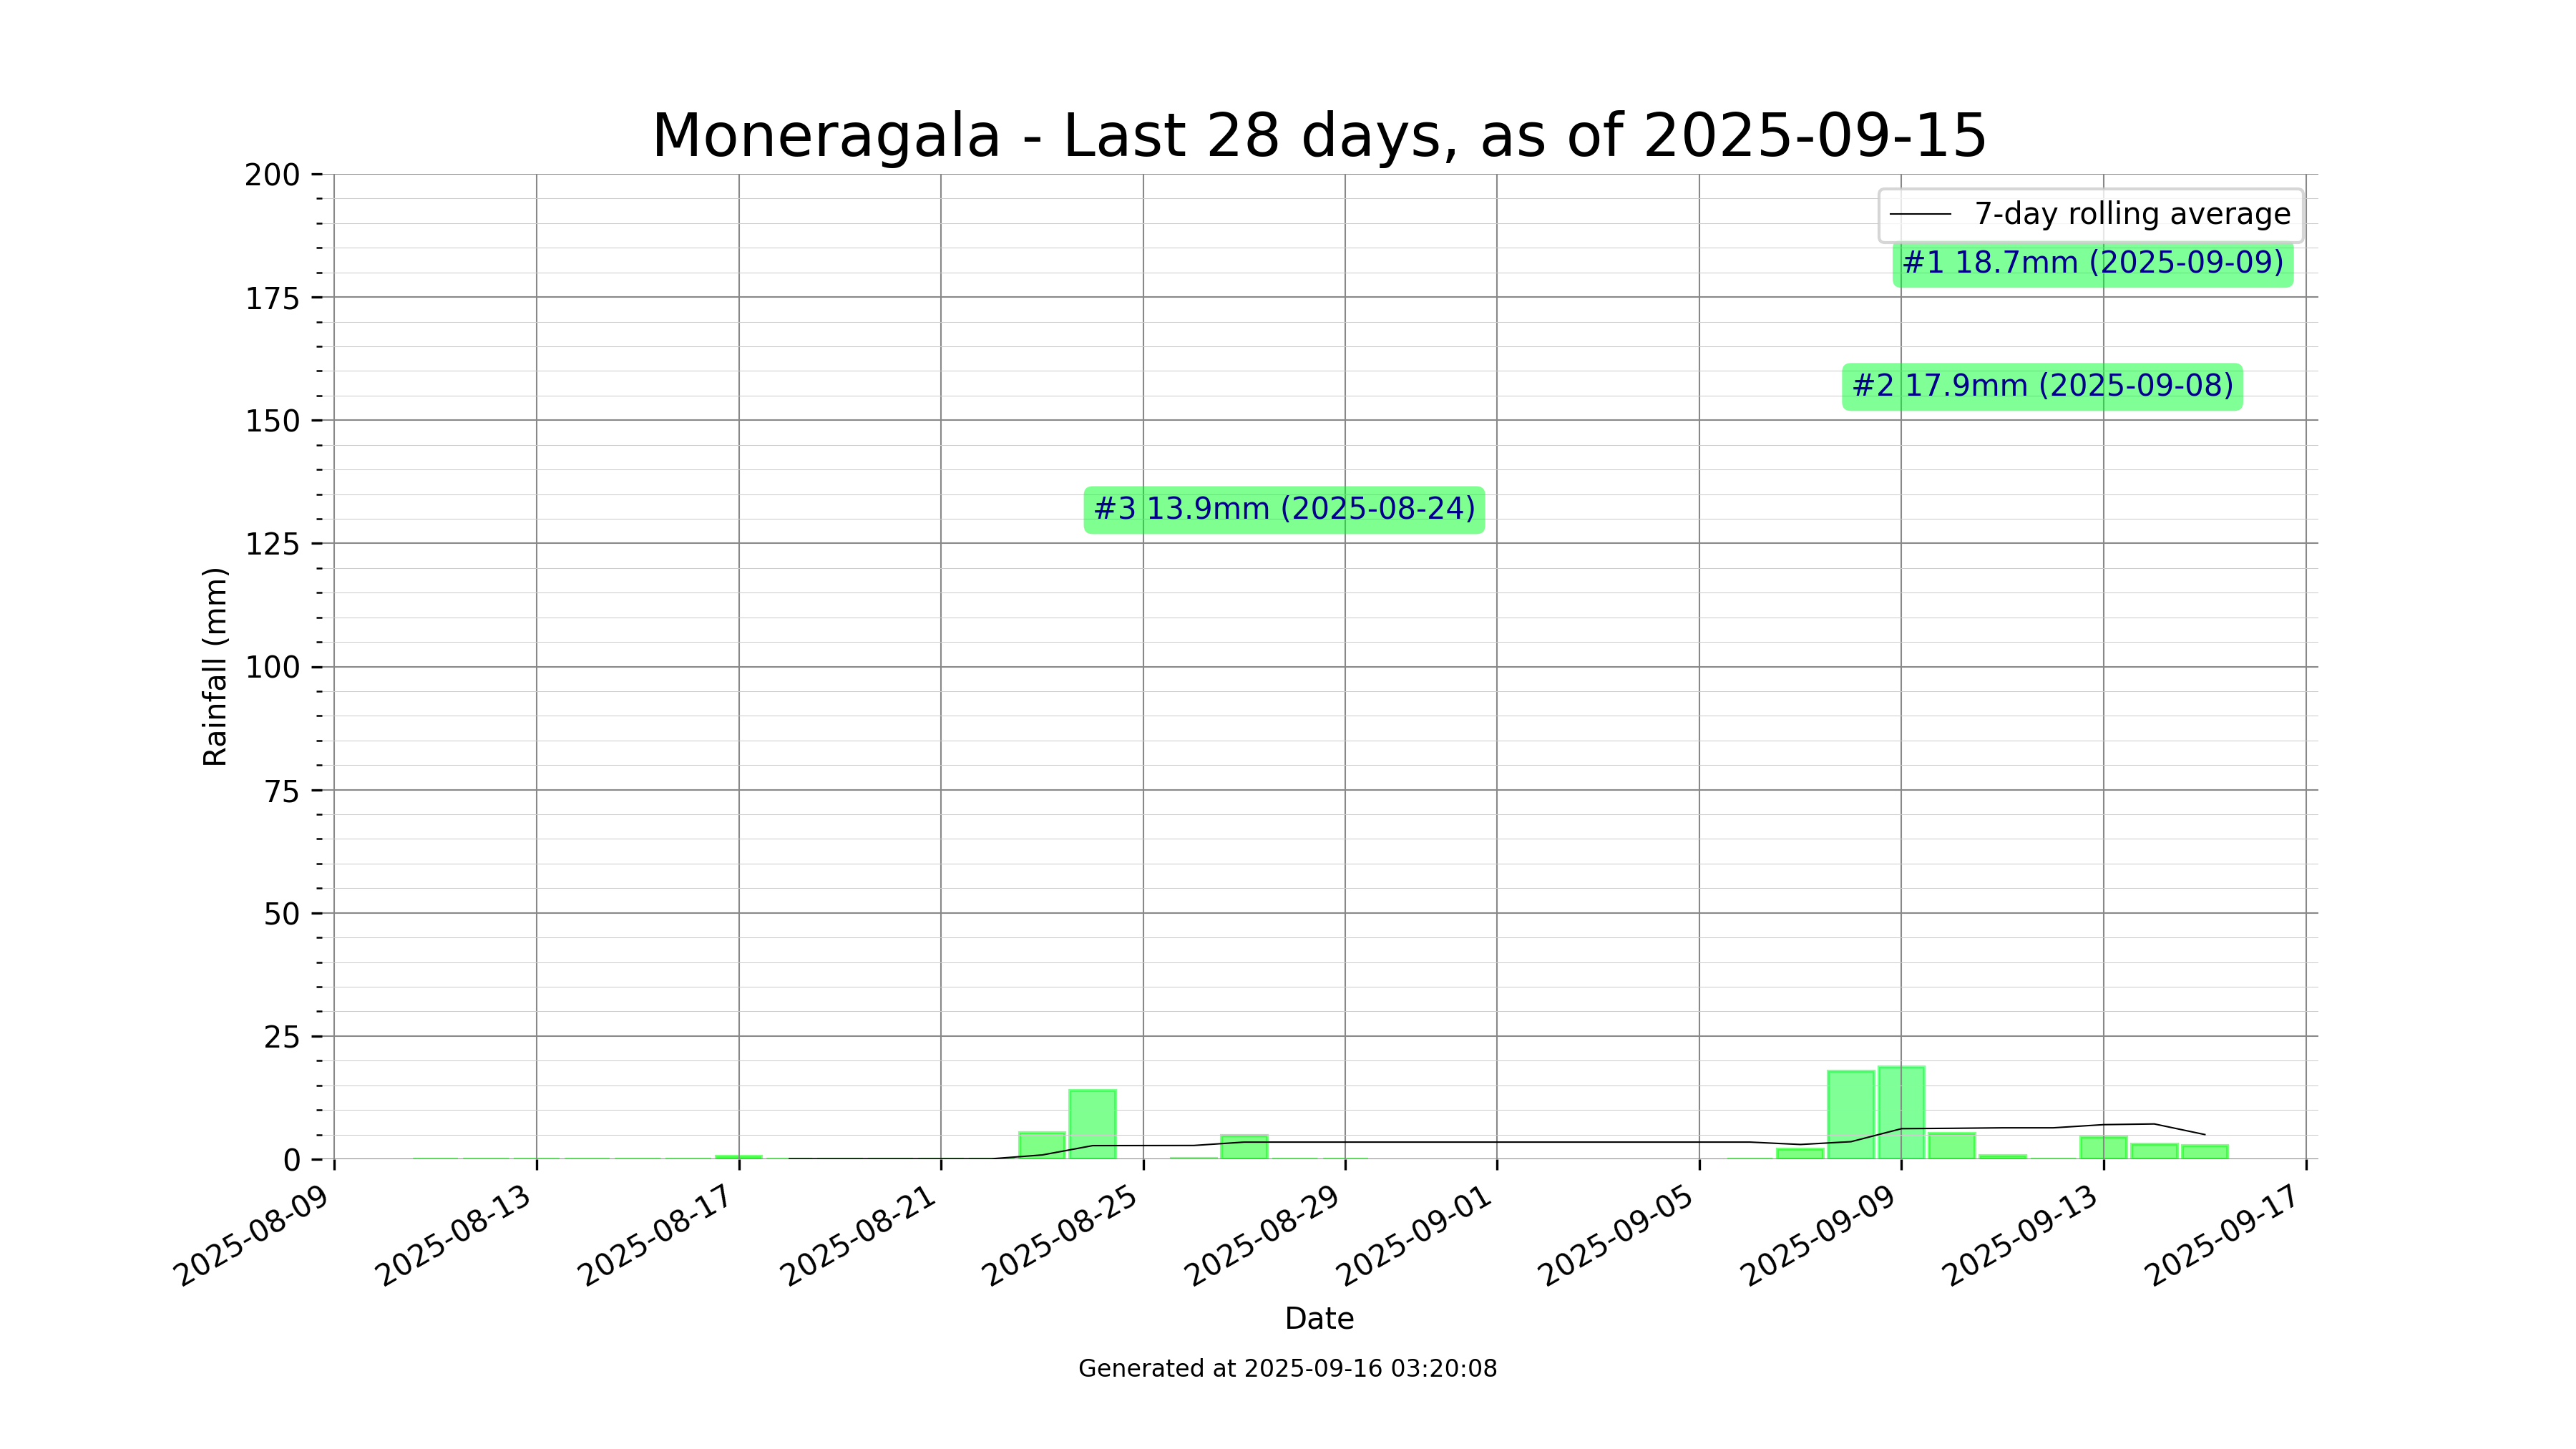 Moneragala - Last 28 days, as of 2025-09-15
200
175
150
125
100
75
50
25
0
Rainfall (mm)
7-day rolling average
#1 18.7mm (2025-09-09)
#2 17.9mm (2025-09-08)
#3 13.9mm (2025-08-24)
2025-08-09
2025-08-13
2025-08-17
2025-08-21
2025-08-25
2025-08-29
2025-09-01
2025-09-05
2025-09-09
2025-09-13
2025-09-17
Date
Generated at 2025-09-16 03:20:08